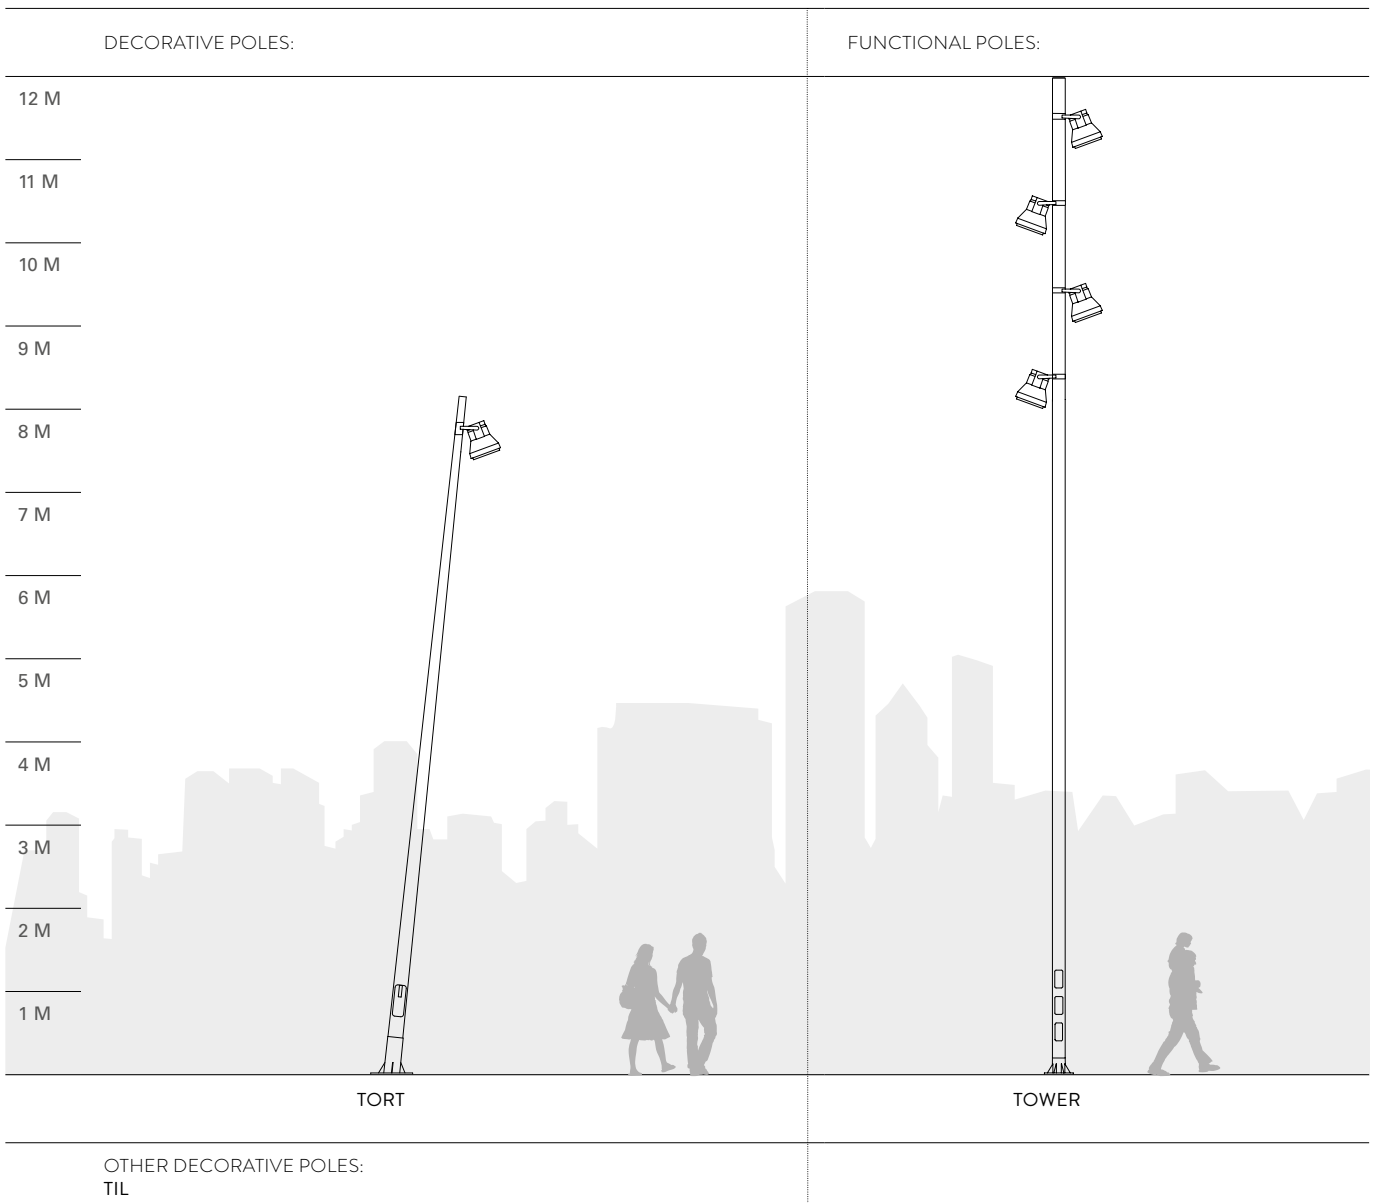 DECORATIVE POLES:
FUNCTIONAL POLES:
12 M
11 M
10 M
9 M
8 M
7 M
6 M
5 M
4 M
3 M
2 M
1 M
TORT
TOWER
OTHER DECORATIVE POLES:
TIL